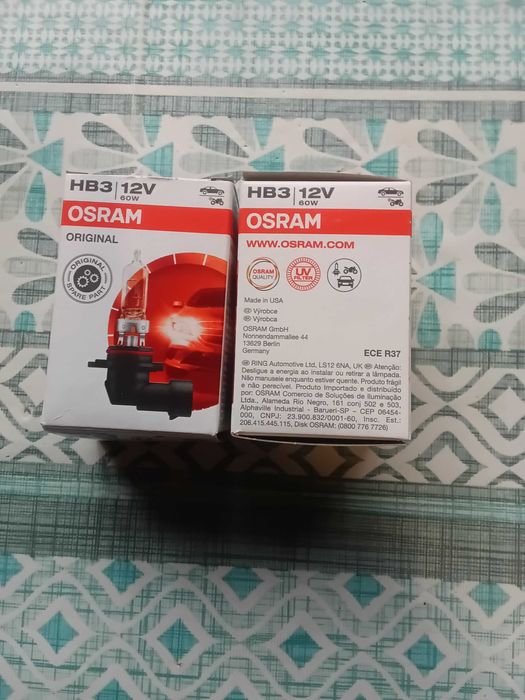 HB3 12V
60W
OSRAM
ORIGINAL
ORIGINAL
SPARE PART
HB3 12V
60W
OSRAM
WWW.OSRAM.COM
OSRAM
QUALITY
UV
FILTER
Made in USA
CZ Výrobce
SK Výrobca
OSRAM GmbH
Nonnendammallee 44
13629 Berlin
Germany
ECE R37
RING Automotive Ltd, LS12 6NA, UK Atenção:
Desligue a energia ao instalar ou retirar a lâmpada.
Não manuseie enquanto estiver quente. Produto frágil
e não perecível. Produto Importado e distribuído
por: OSRAM Comercio de Soluções de Iluminação
Ltda., Alameda Rio Negro, 161 conj 502 e 503,
Alphaville Industrial - Barueri-SP - CEP 06454-
000, CNPJ: 23.900.832/0001-60, Insc. Est.:
206.415.445.115, Disk OSRAM: (0800 776 7726)